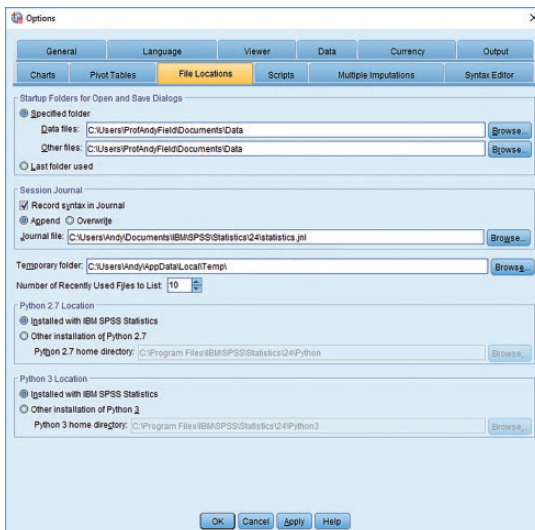 Options
General Language Viewer Data Currency Output
Charts Pivot Tables File Locations Scripts Multiple Imputations Syntax Editor
Startup Folders for Open and Save Dialogs
Specified folder
Data files: C:\Users\ProfAndyField\Documents\Data Browse...
Other files: C:\Users\ProfAndyField\Documents\Data Browse...
Last folder used
Session Journal
Record syntax in Journal
Append Overwrite
Journal file: C:\Users\Andy\Documents\IBM\SPSS\Statistics\24\statistics.jnl Browse...
Temporary folder: C:\Users\Andy\AppData\Local\Temp\ Browse...
Number of Recently Used Files to List: 10
Python 2.7 Location
Installed with IBM SPSS Statistics
Other installation of Python 2.7
Python 2.7 home directory: C:\Program Files\IBM\SPSS\Statistics\24\Python Browse...
Python 3 Location
Installed with IBM SPSS Statistics
Other installation of Python 3
Python 3 home directory: C:\Program Files\IBM\SPSS\Statistics\24\Python3 Browse...
OK Cancel Apply Help